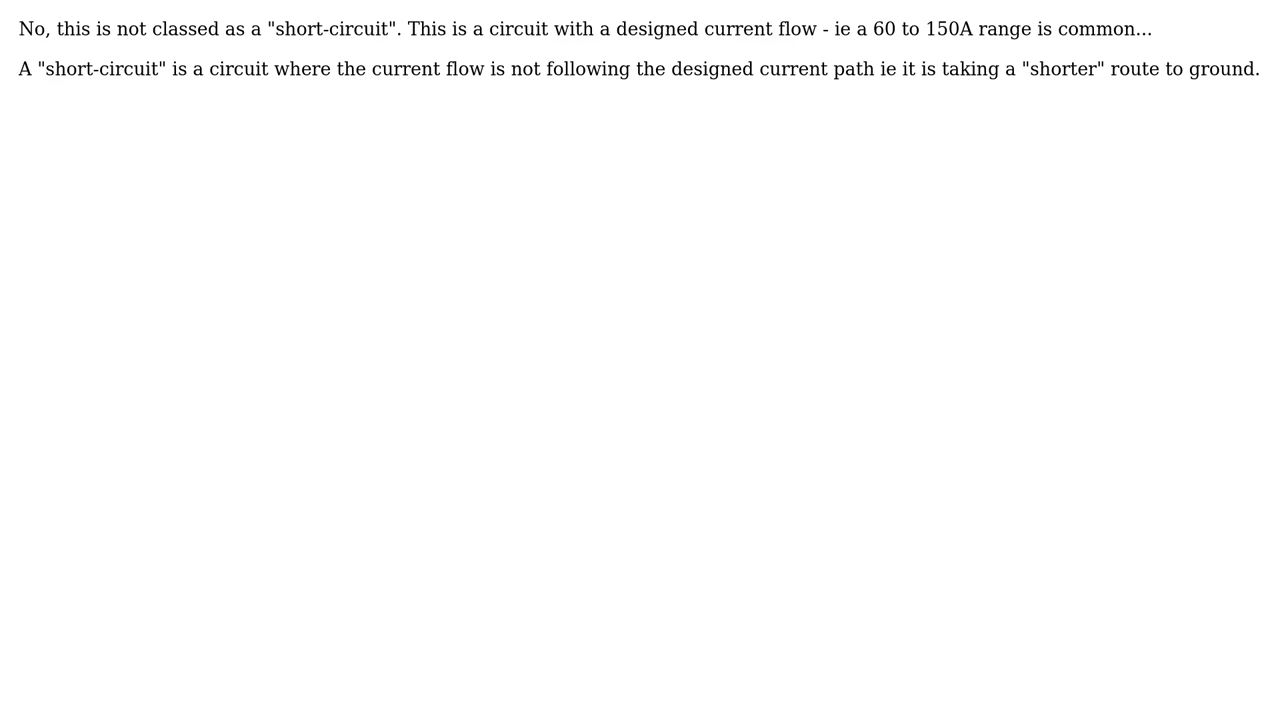 No, this is not classed as a "short-circuit". This is a circuit with a designed current flow - ie a 60 to 150A range is common...
A "short-circuit" is a circuit where the current flow is not following the designed current path ie it is taking a "shorter" route to ground.